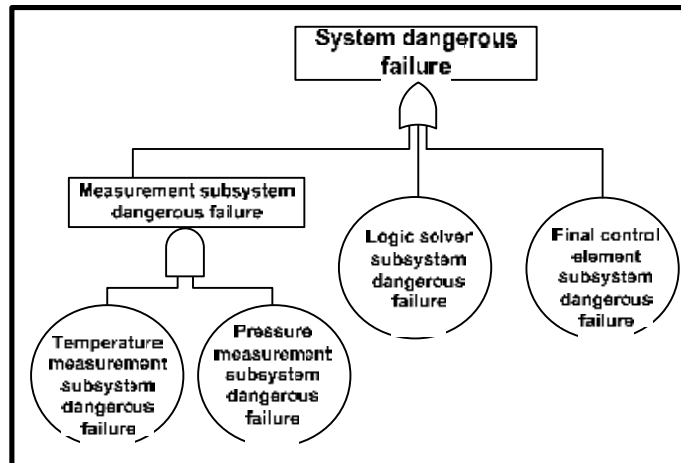 System dangerous
failure
Measurement subsystem
dangerous failure
Logic solver
subsystem
dangerous
failure
Final control
element
subsystem
dangerous
failure
Temperature
measurement
subsystem
dangerous
failure
Pressure
measurement
subsystem
dangerous
failure